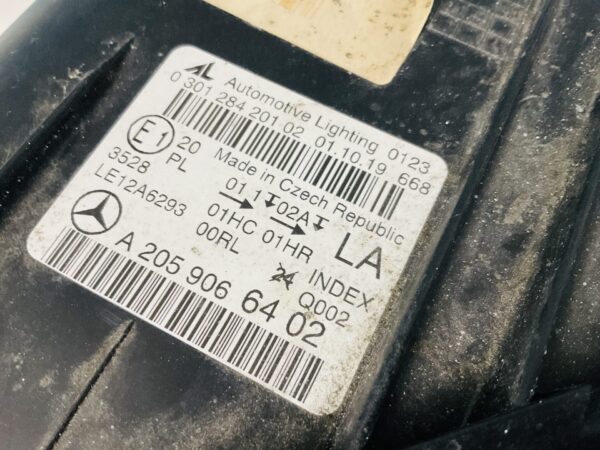 AL Automotive Lighting 0123
0 301 284 201 02 01.10.19 668
E1 20 Made in Czech Republic
3528 PL 01 1 02A
LE12A6293 01HC 01HR LA
00RL
24 INDEX
A 205 906 64 02 Q002